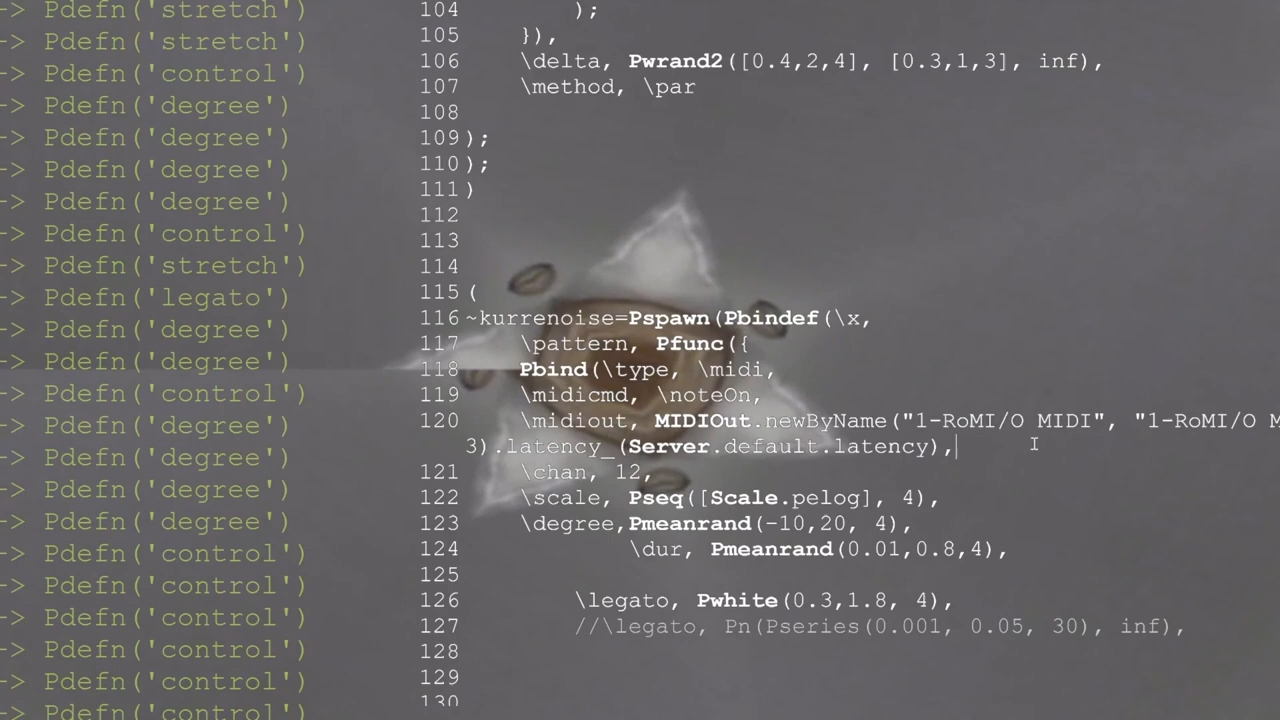 -> Pdefn('stretch')
-> Pdefn('stretch')
-> Pdefn('control')
-> Pdefn('degree')
-> Pdefn('degree')
-> Pdefn('degree')
-> Pdefn('degree')
-> Pdefn('control')
-> Pdefn('stretch')
-> Pdefn('legato')
-> Pdefn('degree')
-> Pdefn('degree')
-> Pdefn('control')
-> Pdefn('degree')
-> Pdefn('degree')
-> Pdefn('degree')
-> Pdefn('degree')
-> Pdefn('control')
-> Pdefn('control')
-> Pdefn('control')
-> Pdefn('control')
-> Pdefn('control')
-> Pdefn('control')
104 );
105 }),
106 \delta, Pwrand2([0.4,2,4], [0.3,1,3], inf),
107 \method, \par
108
109 );
110 );
111 )
112
113
114
115 (
116 ~kurrenoise=Pspawn(Pbindef(\x,
117 \pattern, Pfunc({
118 Pbind(\type, \midi,
119 \midicmd, \noteOn,
120 \midiout, MIDIOut.newByName("1-RoMI/O MIDI", "1-RoMI/O M
3).latency_(Server.default.latency),
121 \chan, 12,
122 \scale, Pseq([Scale.pelog], 4),
123 \degree,Pmeanrand(-10,20, 4),
124 \dur, Pmeanrand(0.01,0.8,4),
125
126 \legato, Pwhite(0.3,1.8, 4),
127 //\legato, Pn(Pseries(0.001, 0.05, 30), inf),
128
129
130